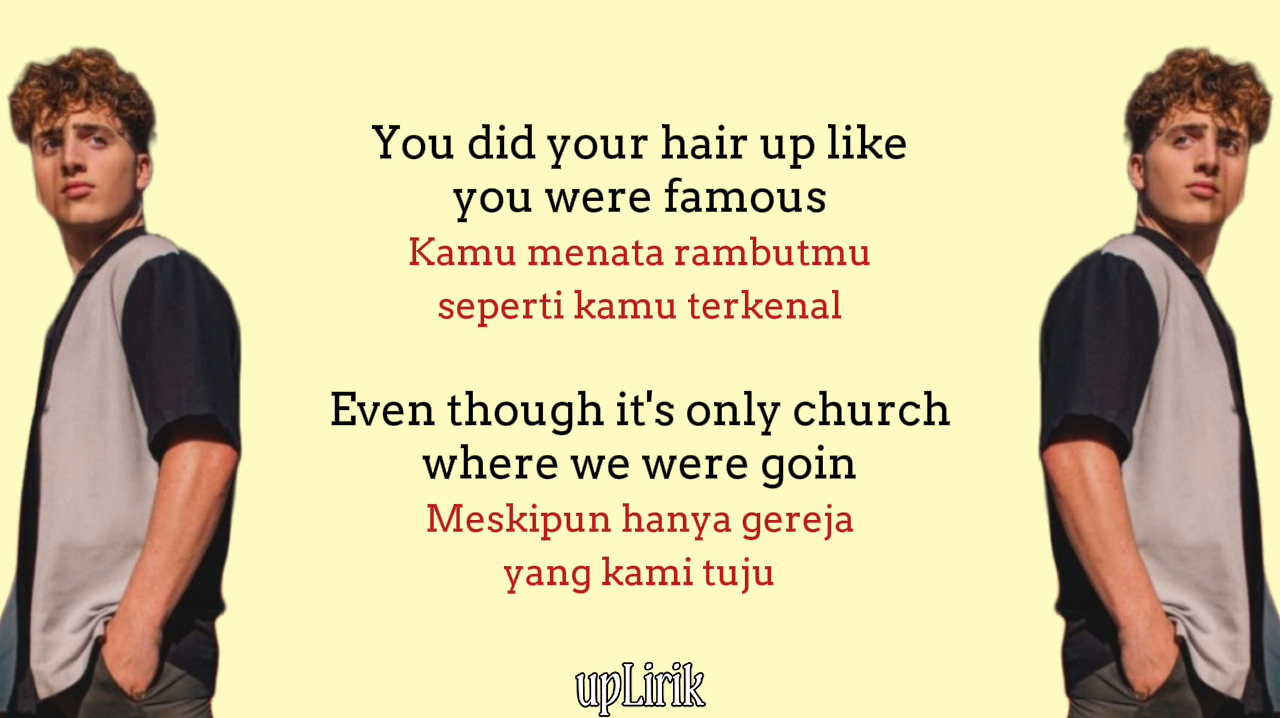 You did your hair up like
you were famous
Kamu menata rambutmu
seperti kamu terkenal
Even though it's only church
where we were goin
Meskipun hanya gereja
yang kami tuju
upLirik